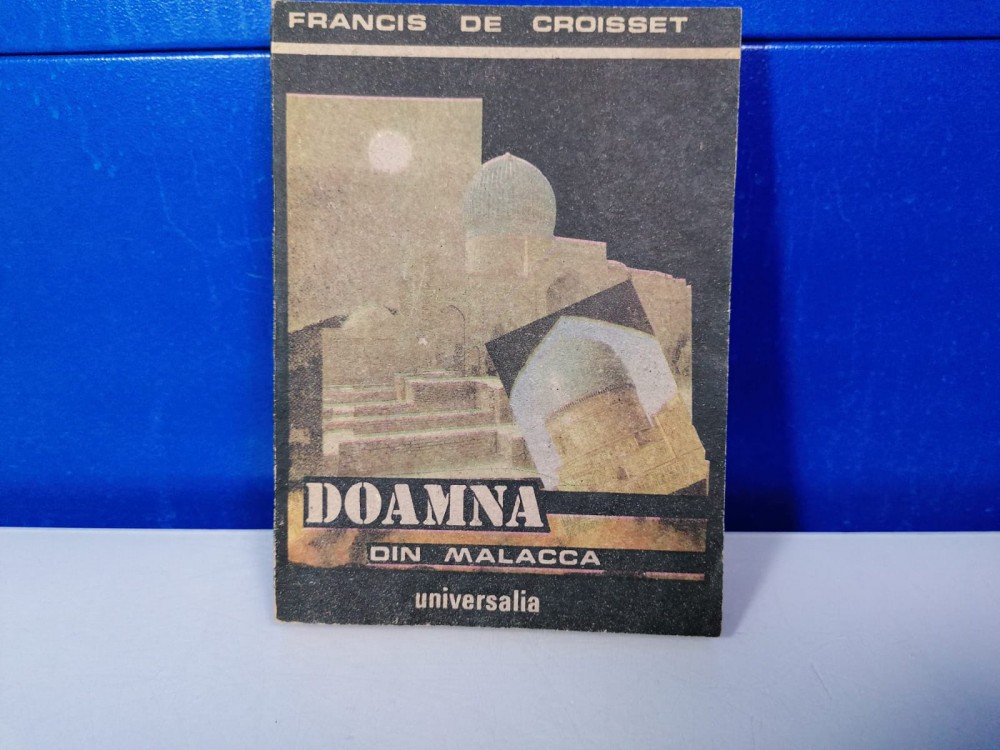 FRANCIS DE CROISSET
DOAMNA
DIN MALACCA
universalia